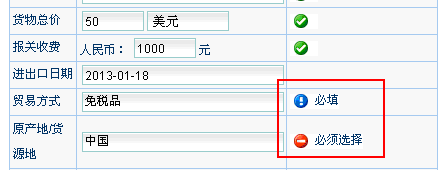 货物总价 50 美元
报关收费 人民币： 1000 元
进出口日期 2013-01-18
贸易方式 免税品 必填
原产地/货
源地 中国 必须选择